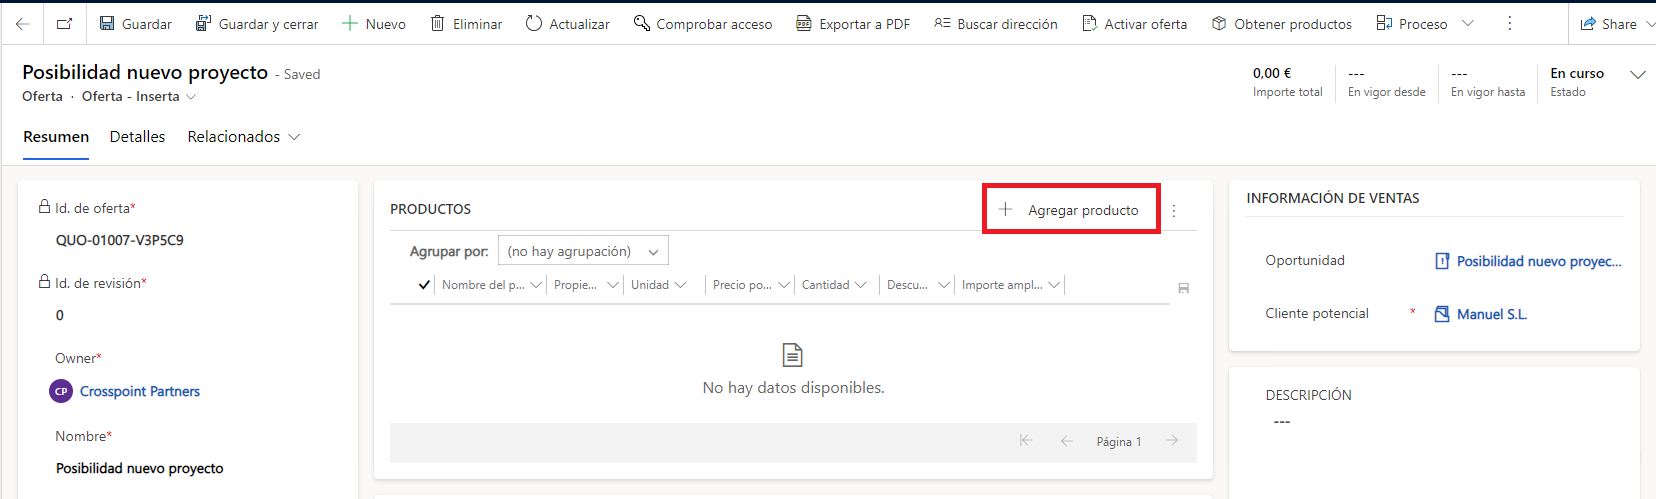 Guardar Guardar y cerrar Nuevo Eliminar Actualizar Comprobar acceso Exportar a PDF Buscar dirección Activar oferta Obtener productos Proceso Share
Posibilidad nuevo proyecto - Saved
Oferta · Oferta - Inserta
0,00 € --- --- En curso
Importe total En vigor desde En vigor hasta Estado
Resumen Detalles Relacionados
Id. de oferta*
QUO-01007-V3P5C9
Id. de revisión*
0
Owner*
CP Crosspoint Partners
Nombre*
Posibilidad nuevo proyecto
PRODUCTOS
Agregar producto
Agrupar por: (no hay agrupación)
Nombre del p... Propie... Unidad Precio po... Cantidad Descu... Importe ampl...
No hay datos disponibles.
Página 1
INFORMACIÓN DE VENTAS
Oportunidad Posibilidad nuevo proyec...
Cliente potencial * Manuel S.L.
DESCRIPCIÓN
---